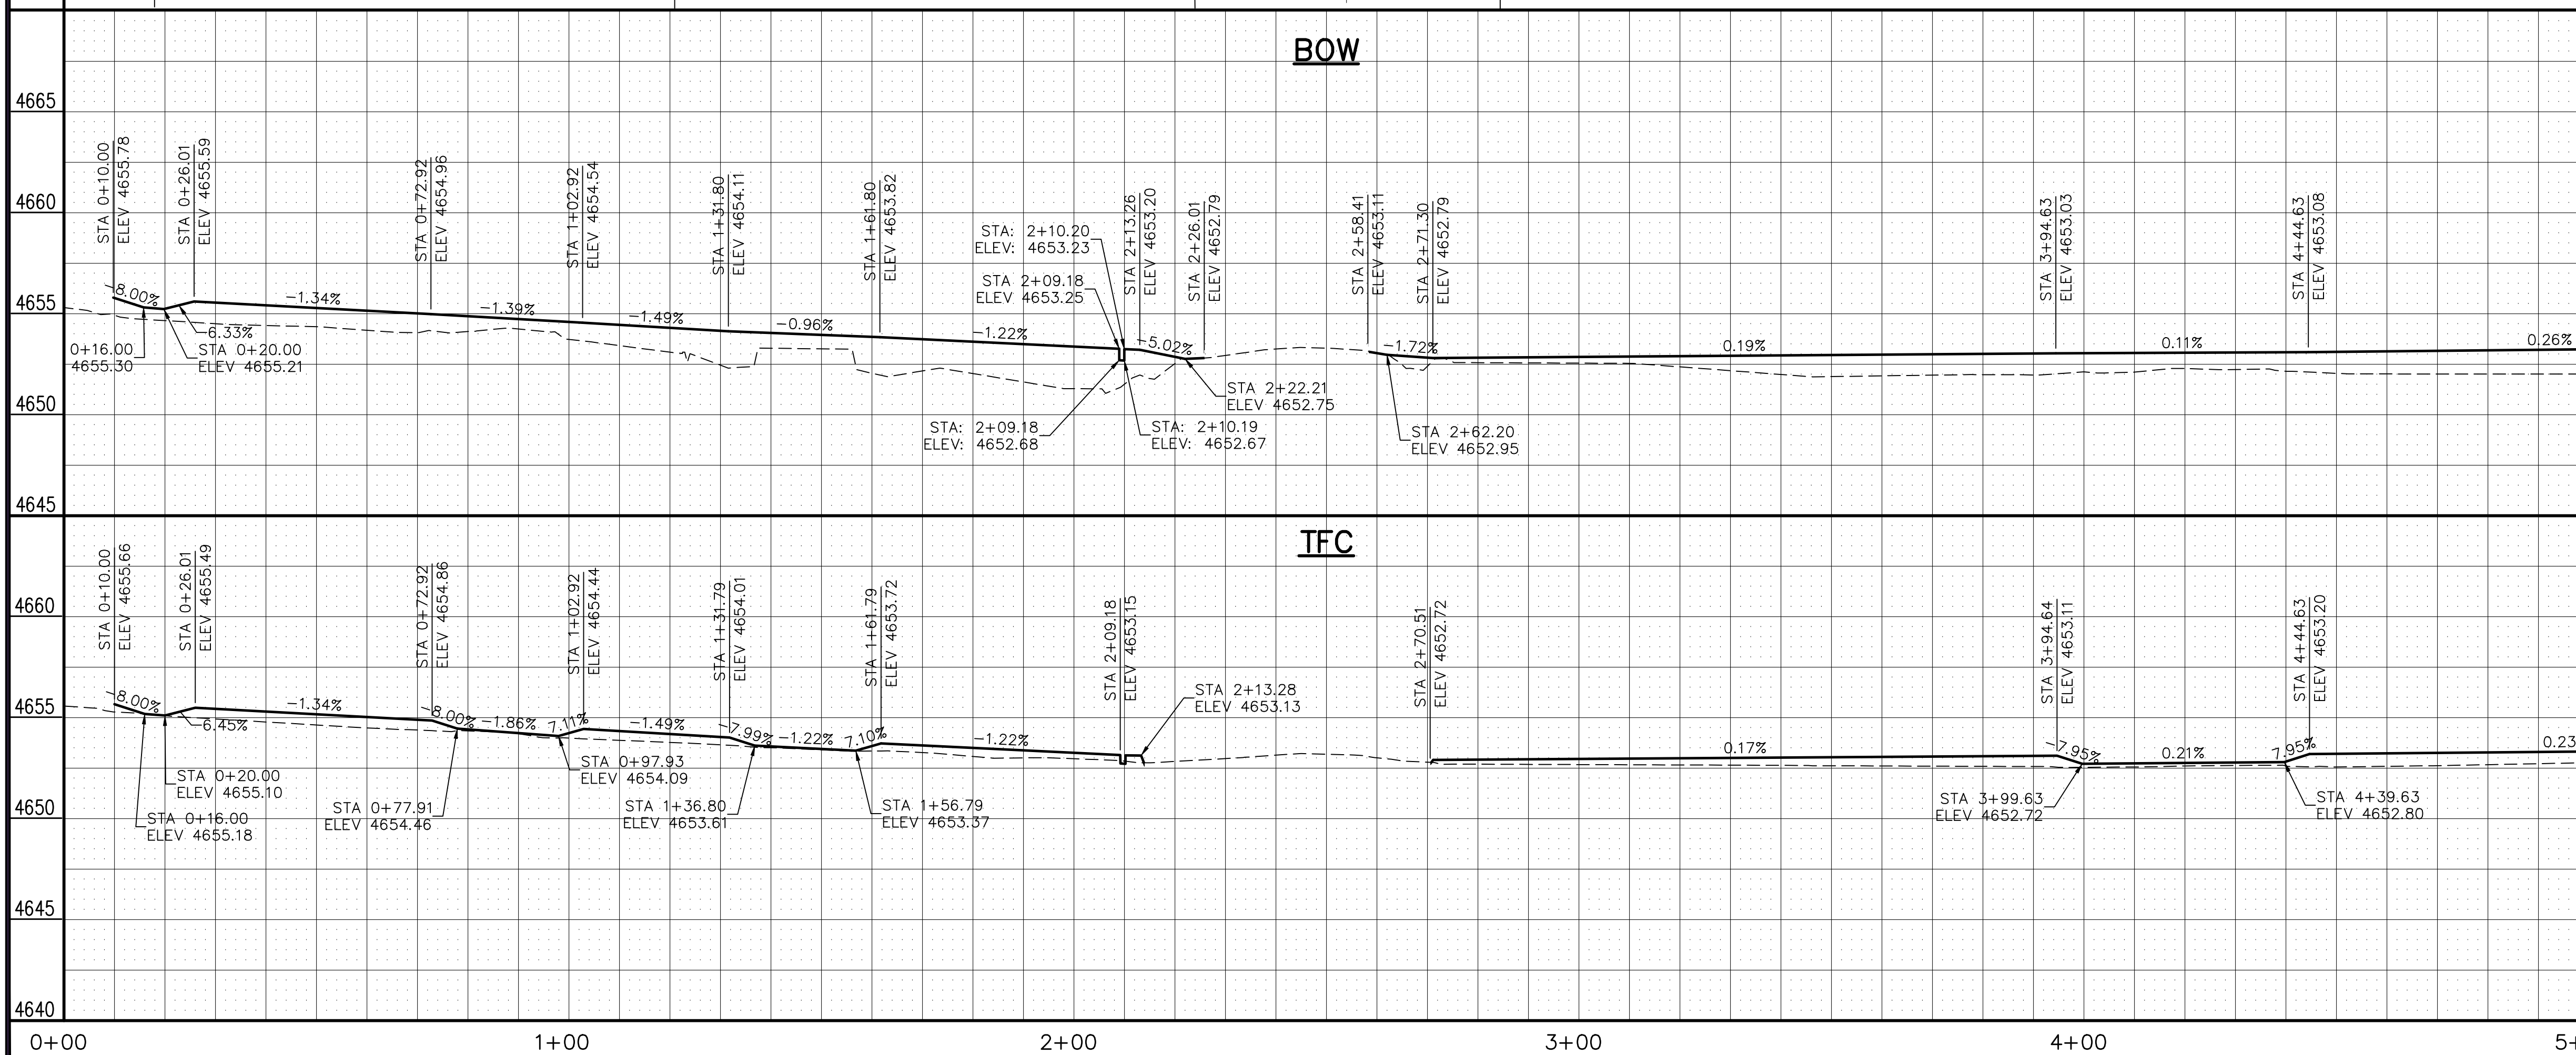 BOW
4665
4660
4655
4650
4645
STA 0+10.00
ELEV 4655.78
STA 0+26.01
ELEV 4655.59
STA 0+72.92
ELEV 4654.96
STA 1+02.92
ELEV 4654.54
STA 1+31.80
ELEV 4654.11
STA 1+61.80
ELEV 4653.82
STA: 2+10.20
ELEV: 4653.23
STA 2+09.18
ELEV 4653.25
STA 2+13.26
ELEV 4653.20
STA 2+26.01
ELEV 4652.79
STA 2+58.41
ELEV 4653.11
STA 2+71.30
ELEV 4652.79
STA 3+94.63
ELEV 4653.03
STA 4+44.63
ELEV 4653.08
-8.00%
-1.34%
-1.39%
-1.49%
-0.96%
-1.22%
-5.02%
-1.72%
0.19%
0.11%
0.26%
-6.33%
0+16.00
4655.30
STA 0+20.00
ELEV 4655.21
STA 2+22.21
ELEV 4652.75
STA: 2+09.18
ELEV: 4652.68
STA: 2+10.19
ELEV: 4652.67
STA 2+62.20
ELEV 4652.95
TFC
4660
4655
4650
4645
4640
STA 0+10.00
ELEV 4655.66
STA 0+26.01
ELEV 4655.49
STA 0+72.92
ELEV 4654.86
STA 1+02.92
ELEV 4654.44
STA 1+31.79
ELEV 4654.01
STA 1+61.79
ELEV 4653.72
STA 2+09.18
ELEV 4653.15
STA 2+13.28
ELEV 4653.13
STA 2+70.51
ELEV 4652.72
STA 3+94.64
ELEV 4653.11
STA 4+44.63
ELEV 4653.20
-8.00%
-6.45%
-1.34%
-8.00%
-1.86%
7.11%
-1.49%
-7.99%
-1.22%
7.10%
-1.22%
0.17%
-7.95%
0.21%
7.95%
0.23
STA 0+20.00
ELEV 4655.10
STA 0+16.00
ELEV 4655.18
STA 0+77.91
ELEV 4654.46
STA 0+97.93
ELEV 4654.09
STA 1+36.80
ELEV 4653.61
STA 1+56.79
ELEV 4653.37
STA 3+99.63
ELEV 4652.72
STA 4+39.63
ELEV 4652.80
0+00
1+00
2+00
3+00
4+00
5+